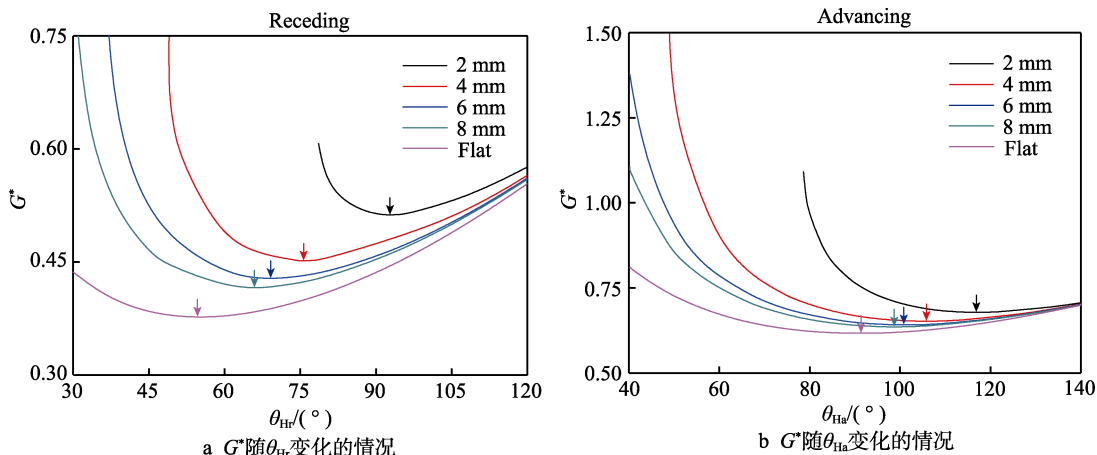 Receding
0.75
0.60
0.45
0.30
G*
2 mm
4 mm
6 mm
8 mm
Flat
30 45 60 75 90 105 120
θHr/(°)
a G*随θHr变化的情况
Advancing
1.50
1.25
1.00
0.75
0.50
G*
2 mm
4 mm
6 mm
8 mm
Flat
40 60 80 100 120 140
θHa/(°)
b G*随θHa变化的情况